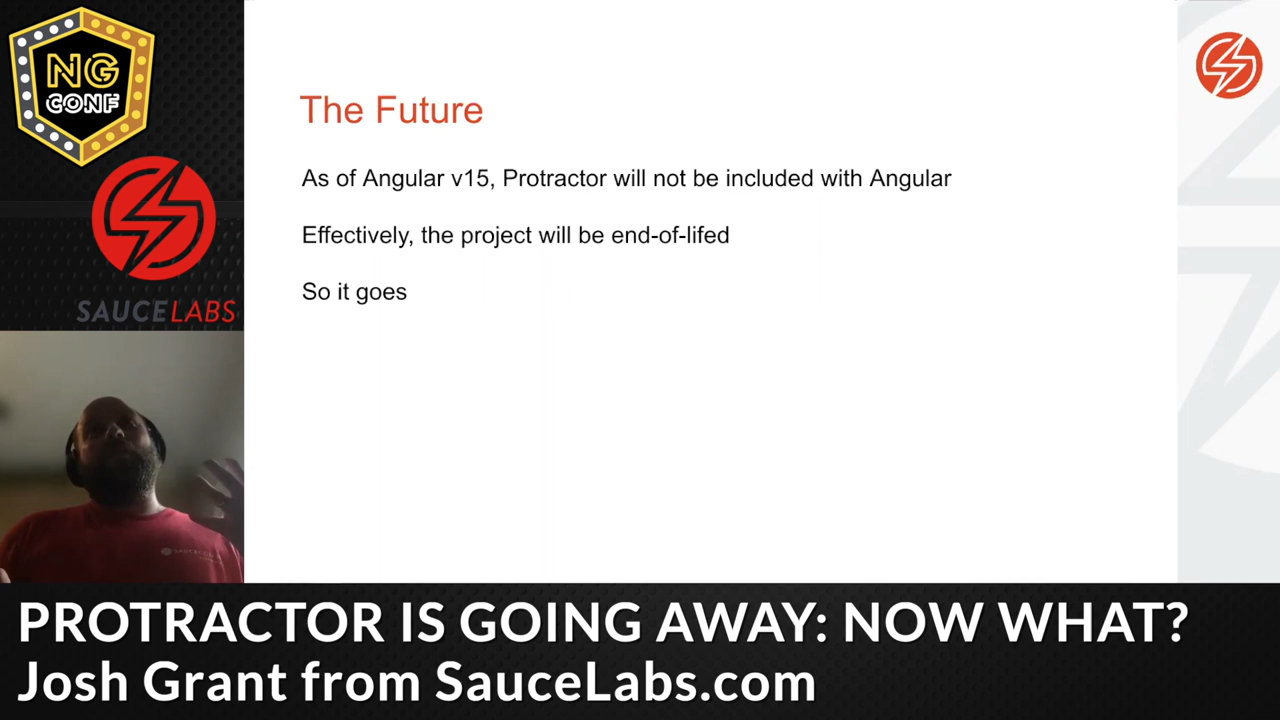 NG
CONF
SAUCELABS
The Future
As of Angular v15, Protractor will not be included with Angular
Effectively, the project will be end-of-lifed
So it goes
PROTRACTOR IS GOING AWAY: NOW WHAT?
Josh Grant from SauceLabs.com